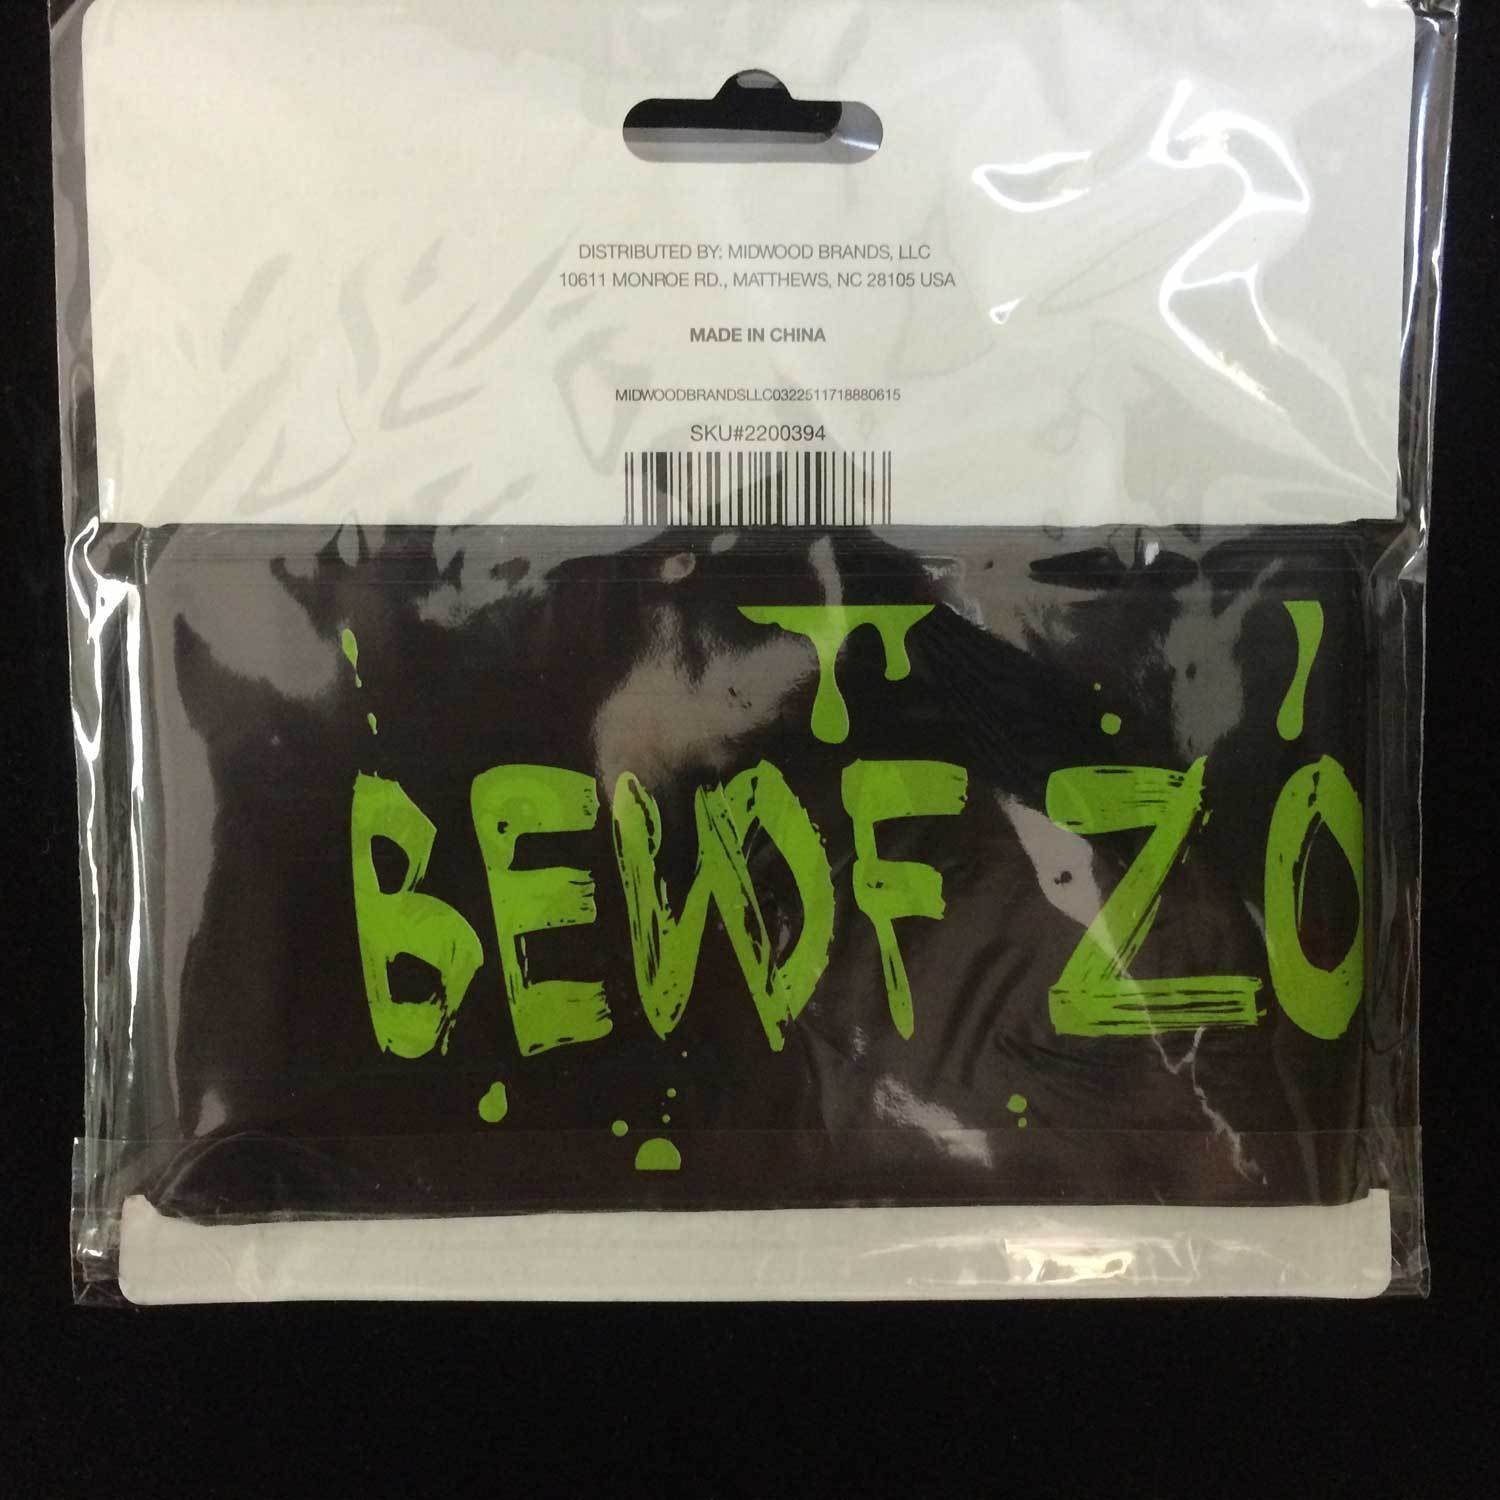 DISTRIBUTED BY: MIDWOOD BRANDS, LLC
10611 MONROE RD., MATTHEWS, NC 28105 USA
MADE IN CHINA
MIDWOODBRANDSLLC0322511718880615
SKU#2200394
BEWDF ZO